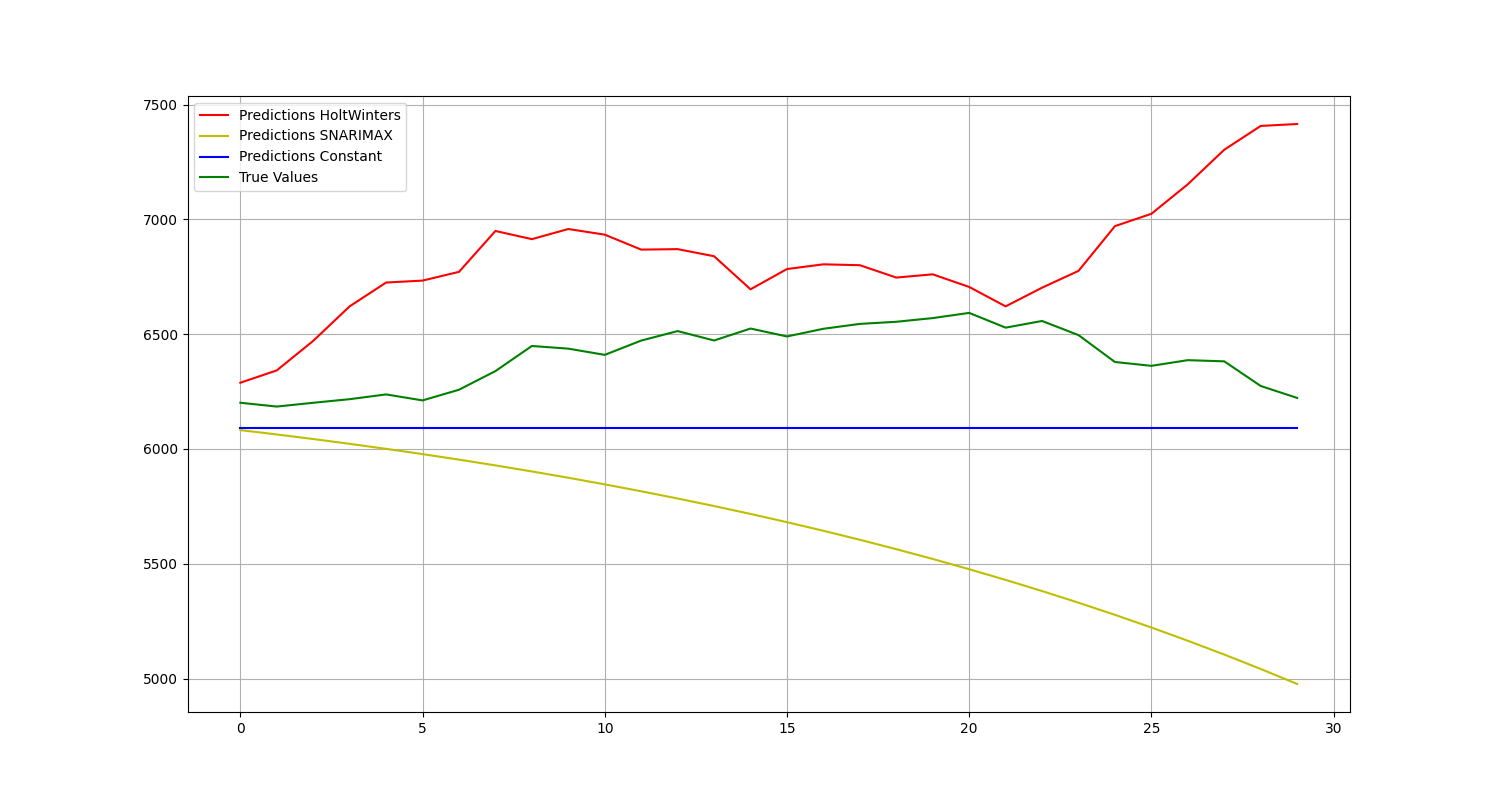 7500
7000
6500
6000
5500
5000
Predictions HoltWinters
Predictions SNARIMAX
Predictions Constant
True Values
0 5 10 15 20 25 30